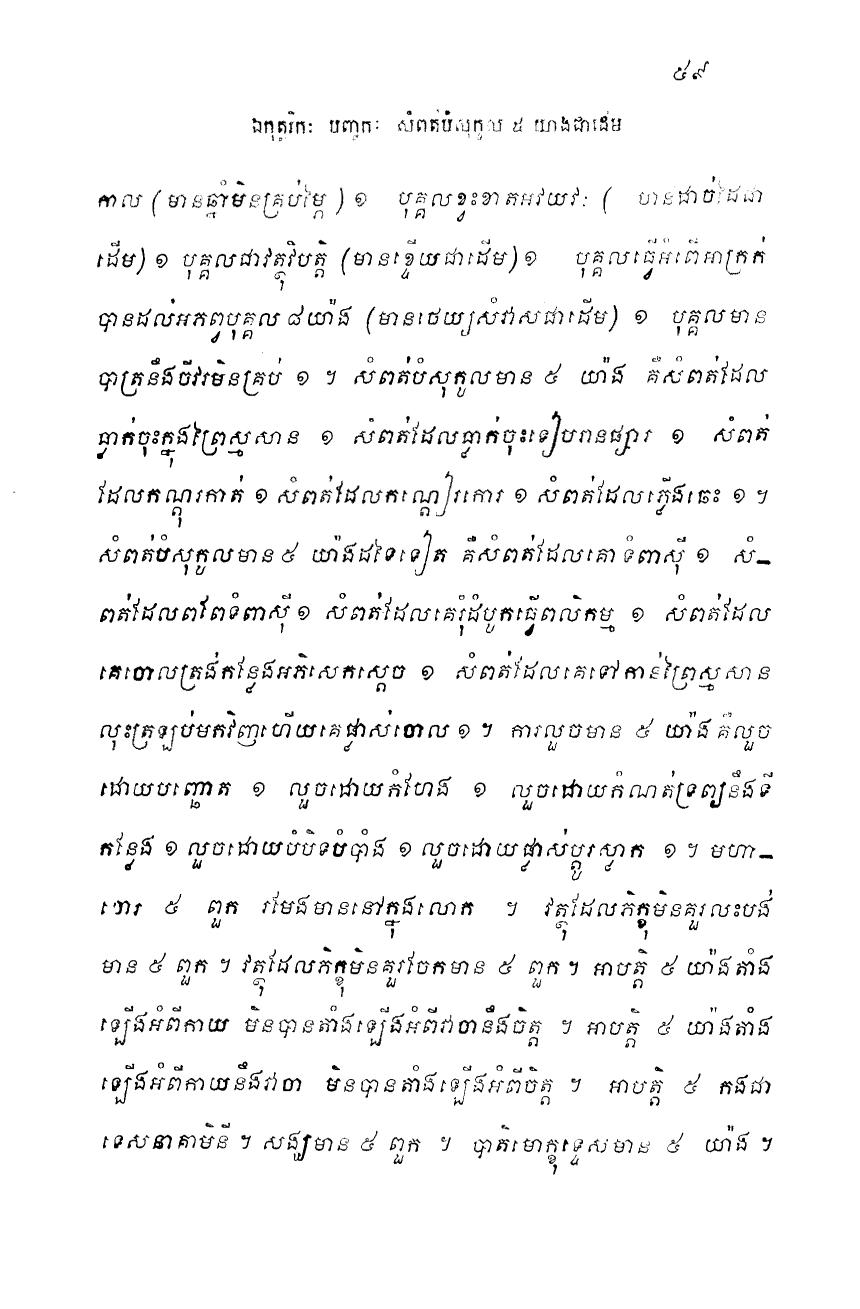 ៥៩
ឯកុត្តរិកៈ បញ្ចកៈ សំពត់បំសុកូល ៥ យាងជាដើម
កាល (មានឆ្នាំមិនគ្រប់ម្ភៃ) ១ បុគ្គលខ្វះខាតអវយវៈ ( បានដាច់ដៃជា
ដើម) ១ បុគ្គលជាវត្ថុវិបត្តិ (មានខ្ទើយជាដើម) ១ បុគ្គលធ្វើអំពើអាក្រក់
បានដល់អភព្វបុគ្គល ៨យ៉ាង (មានថេយ្យសំវាសជាដើម) ១ បុគ្គលមាន
បាត្រនឹងចីវរមិនគ្រប់ ១ ។ សំពត់បំសុកូលមាន ៥ យ៉ាង គឺសំពត់ដែល
ធ្លាក់ចុះក្នុងព្រៃស្មសាន ១ សំពត់ដែលធ្លាក់ចុះទៀបរានផ្សារ ១ សំពត់
ដែលកណ្តុរកាត់ ១ សំពត់ដែលកណ្តៀរកោរ ១ សំពត់ដែលភ្លើងឆេះ ១ ។
សំពត់បំសុកូលមាន ៥ យ៉ាងដទៃទៀត គឺសំពត់ដែលគោទំពាស៊ី ១ សំ-
ពត់ដែលពពែទំពាស៊ី ១ សំពត់ដែលគេរុំដំបូកធ្វើពលិកម្ម ១ សំពត់ដែល
គេចោលត្រង់កន្លែងអភិសេកស្តេច ១ សំពត់ដែលគេទៅកាន់ព្រៃស្មសាន
លុះត្រឡប់មកវិញហើយគេផ្លាស់ចោល ១ ។ ការលួចមាន ៥ យ៉ាង គឺលួច
ដោយបញ្ឆោត ១ លួចដោយកំហែង ១ លួចដោយកំណត់ទ្រព្យនឹងទី
កន្លែង ១ លួចដោយបំបិទបំបាំង ១ លួចដោយផ្លាស់ប្តូរស្លាក ១ ។ មហា-
ចោរ ៥ ពួក រមែងមាននៅក្នុងលោក ។ វត្ថុដែលភិក្ខុមិនគួរលះបង់
មាន ៥ ពួក ។ វត្ថុដែលភិក្ខុមិនគួរចែកមាន ៥ ពួក ។ អាបត្តិ ៥ យ៉ាងតាំង
ឡើងអំពីកាយ មិនបានតាំងឡើងអំពីវាចានឹងចិត្ត ។ អាបត្តិ ៥ យ៉ាងតាំង
ឡើងអំពីកាយនឹងវាចា មិនបានតាំងឡើងអំពីចិត្ត ។ អាបត្តិ ៥ កងជា
ទេសនាគាមិនី ។ សង្ឃមាន ៥ ពួក ។ បាតិមោក្ខុទ្ទេសមាន ៥ យ៉ាង ។